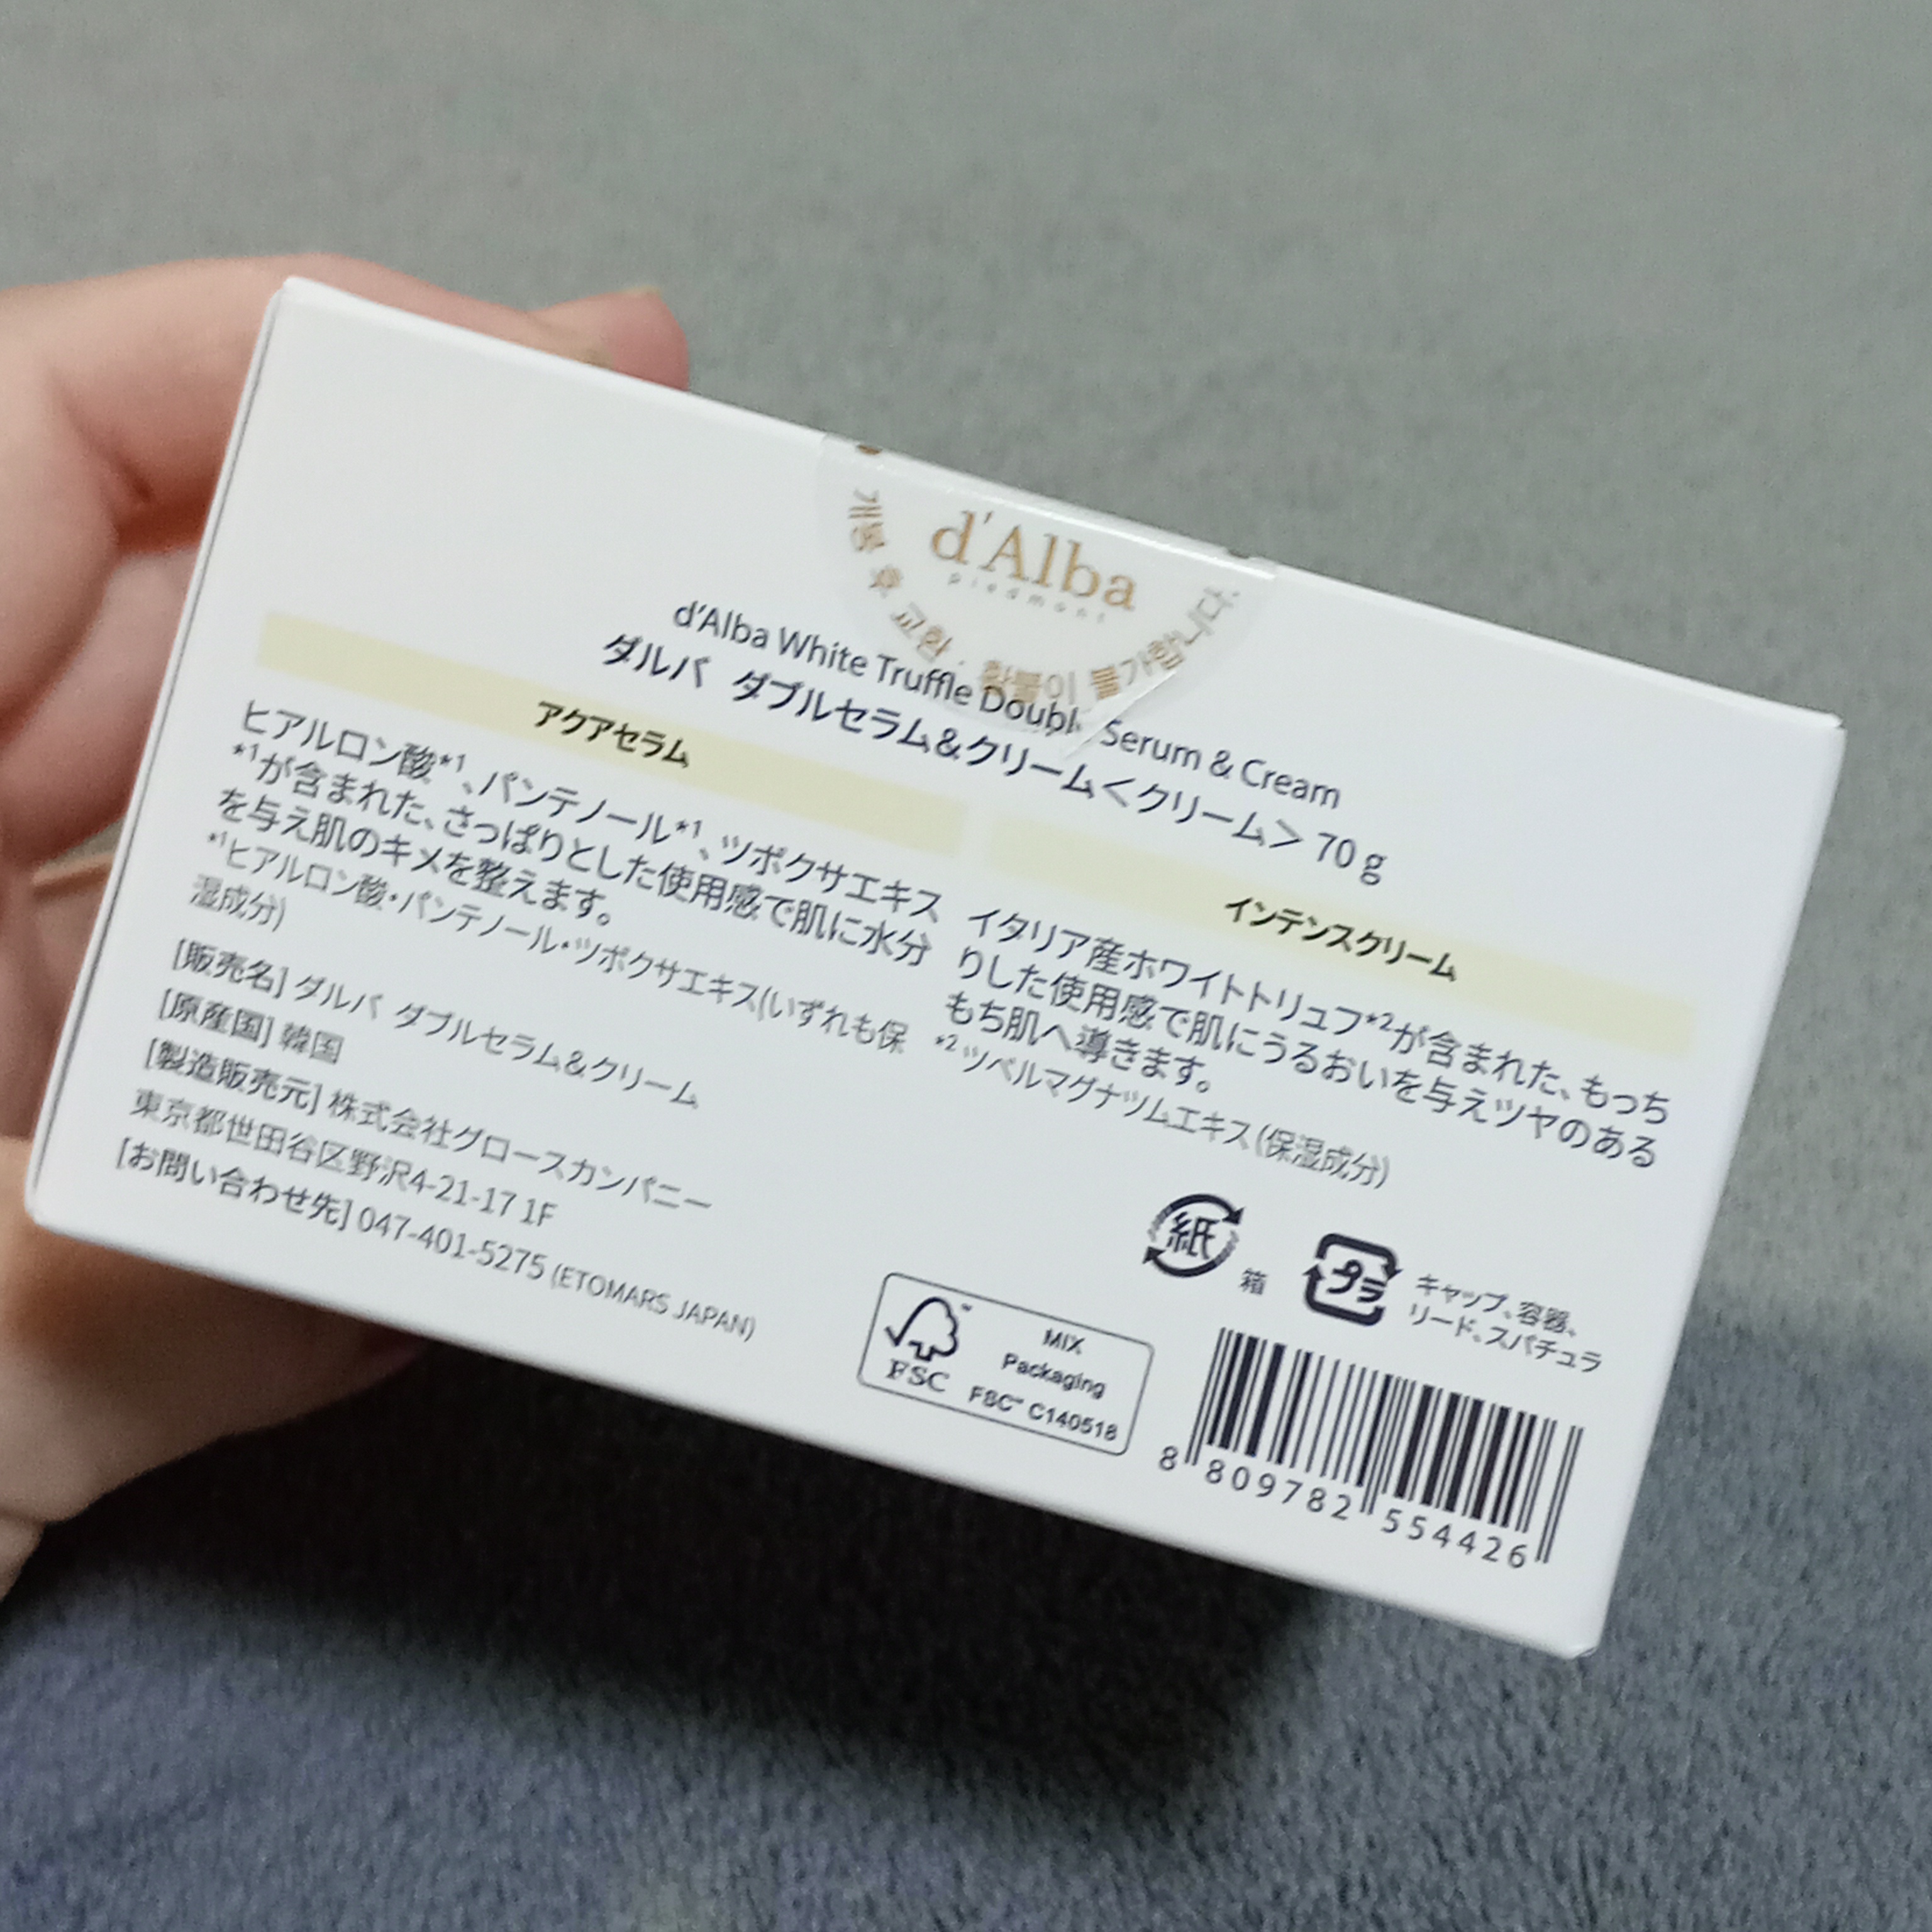 d'Alba
piedmont
개봉 후 교환·환불이 불가합니다
d'Alba White Truffle Double Serum & Cream
ダルバ ダブルセラム&クリーム<クリーム> 70 g
アクアセラム
ヒアルロン酸*1、パンテノール*1、ツボクサエキス
*1が含まれた、さっぱりとした使用感で肌に水分
を与え肌のキメを整えます。
*1ヒアルロン酸・パンテノール・ツボクサエキス(いずれも保
湿成分)
インテンスクリーム
イタリア産ホワイトトリュフ*2が含まれた、もっち
りした使用感で肌にうるおいを与えツヤのある
もち肌へ導きます。
*2 ツベルマグナツムエキス(保湿成分)
[販売名] ダルバ ダブルセラム&クリーム
[原産国] 韓国
[製造販売元] 株式会社グロースカンパニー
東京都世田谷区野沢4-21-17 1F
[お問い合わせ先] 047-401-5275 (ETOMARS JAPAN)
紙
箱
プラ
キャップ、容器、
リード、スパチュラ
FSC
MIX
Packaging
FSC™ C140518
8 809782 554426